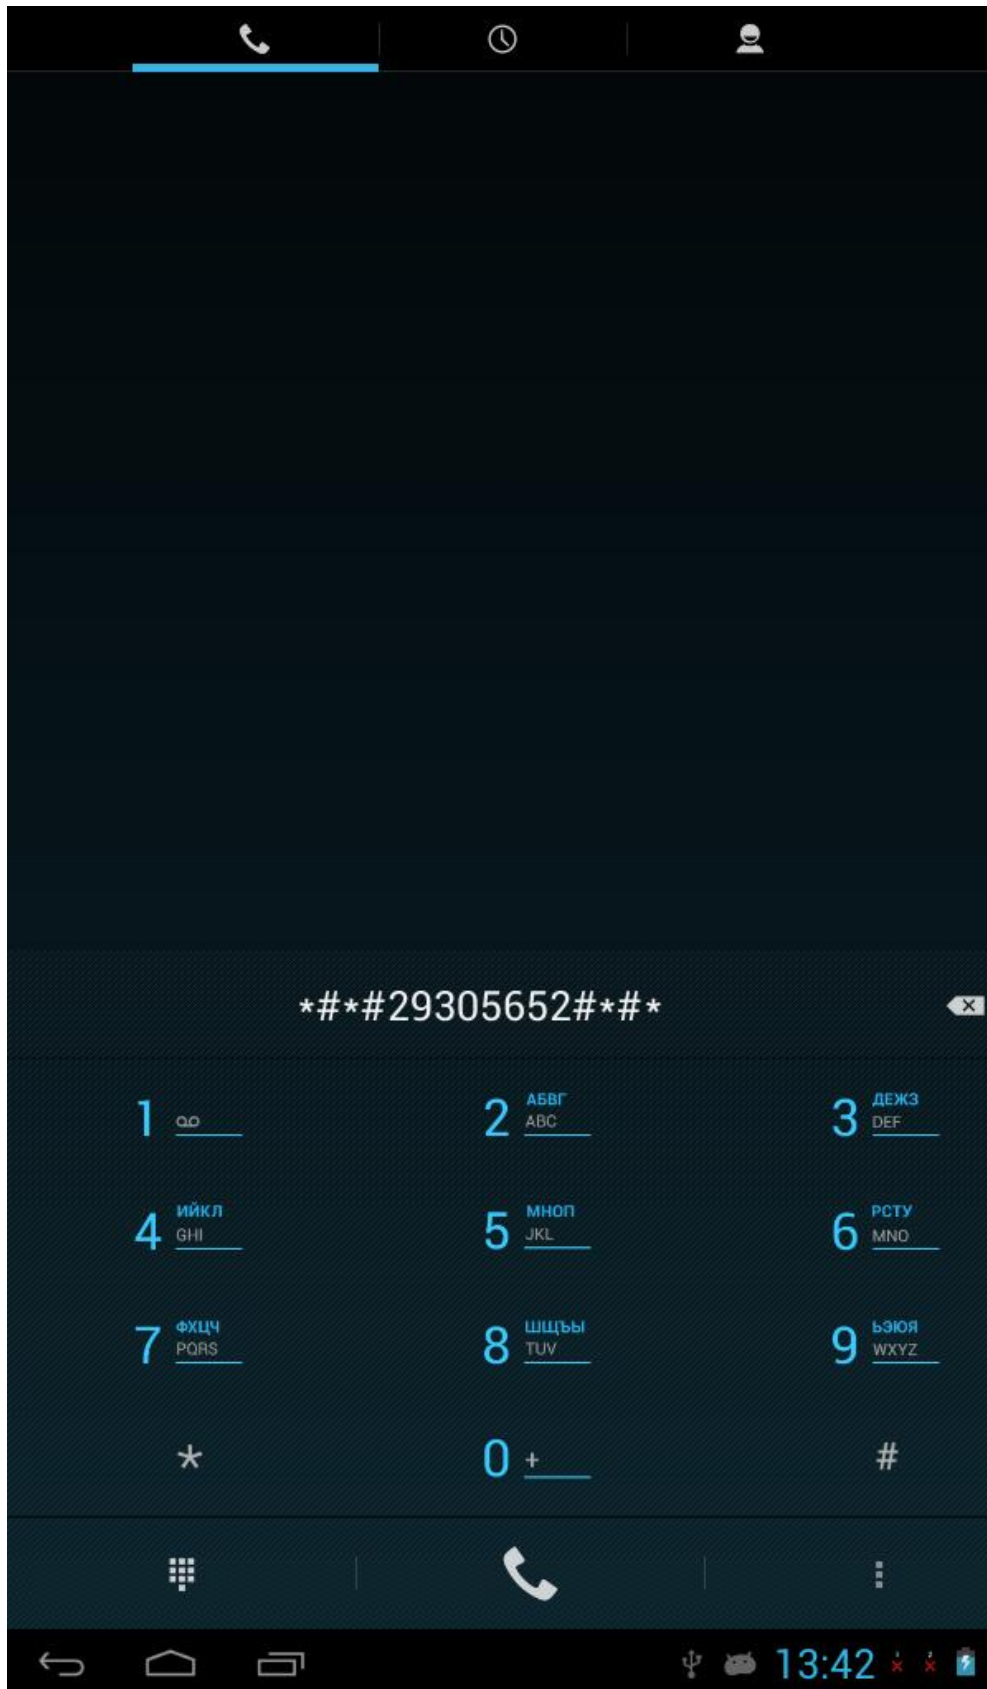 *#*#29305652#*#*
1
2 АБВГ ABC
3 ДЕЖЗ DEF
4 ИЙКЛ GHI
5 МНОП JKL
6 РСТУ MNO
7 ФХЦЧ PQRS
8 ШЩЪЫ TUV
9 ЬЭЮЯ WXYZ
*
0 +
#
13:42